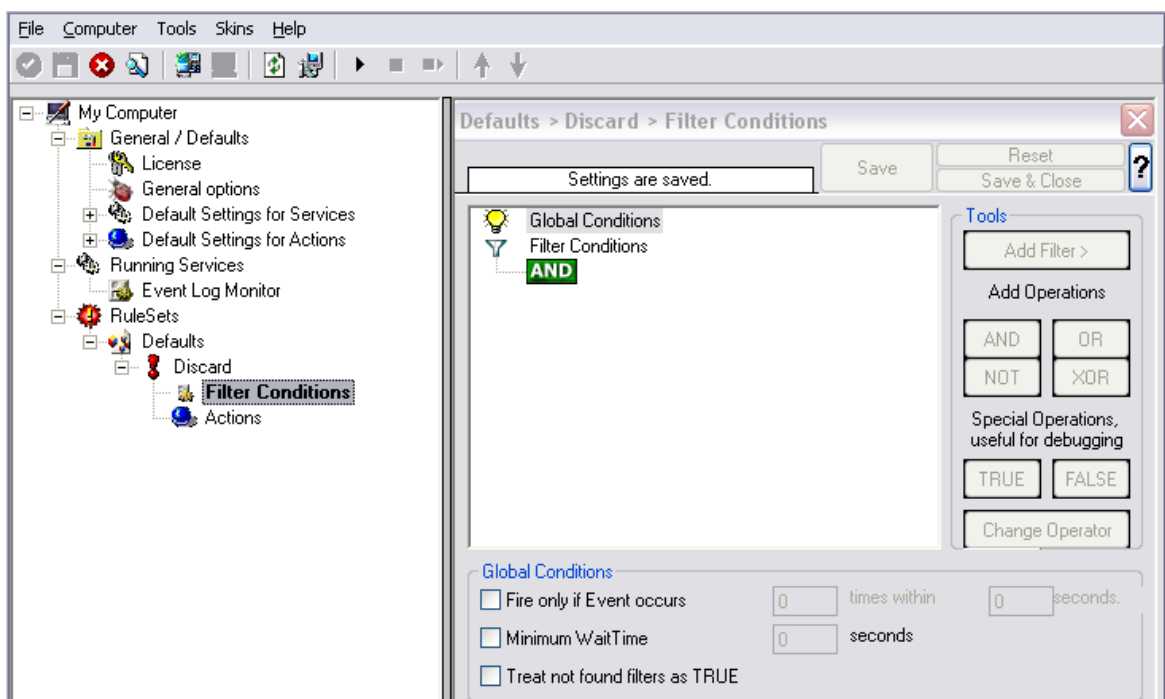 File Computer Tools Skins Help
My Computer
General / Defaults
License
General options
Default Settings for Services
Default Settings for Actions
Running Services
Event Log Monitor
RuleSets
Defaults
Discard
Filter Conditions
Actions
Defaults > Discard > Filter Conditions
Settings are saved.
Save
Reset
Save & Close
?
Global Conditions
Filter Conditions
AND
Tools
Add Filter >
Add Operations
AND OR
NOT XOR
Special Operations,
useful for debugging
TRUE FALSE
Change Operator
Global Conditions
Fire only if Event occurs 0 times within 0 seconds.
Minimum WaitTime 0 seconds
Treat not found filters as TRUE